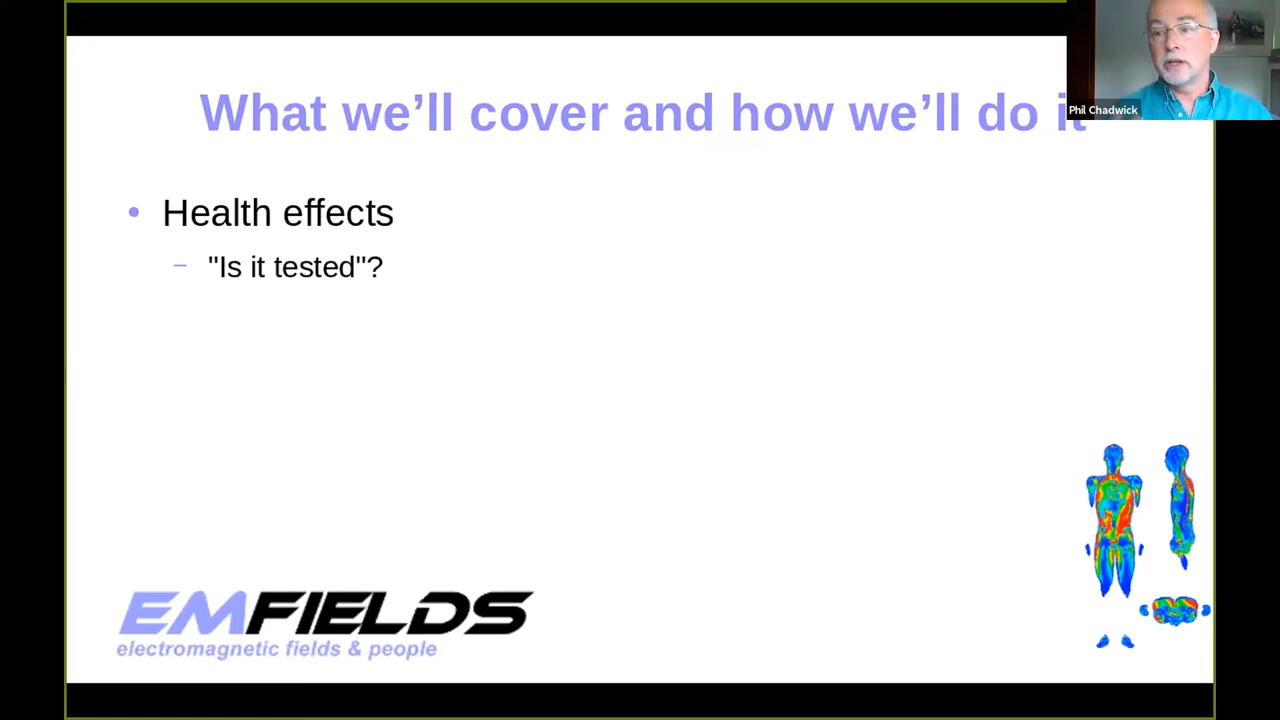 What we’ll cover and how we’ll do it
Phil Chadwick
• Health effects
– "Is it tested"?
EMFIELDS
electromagnetic fields & people